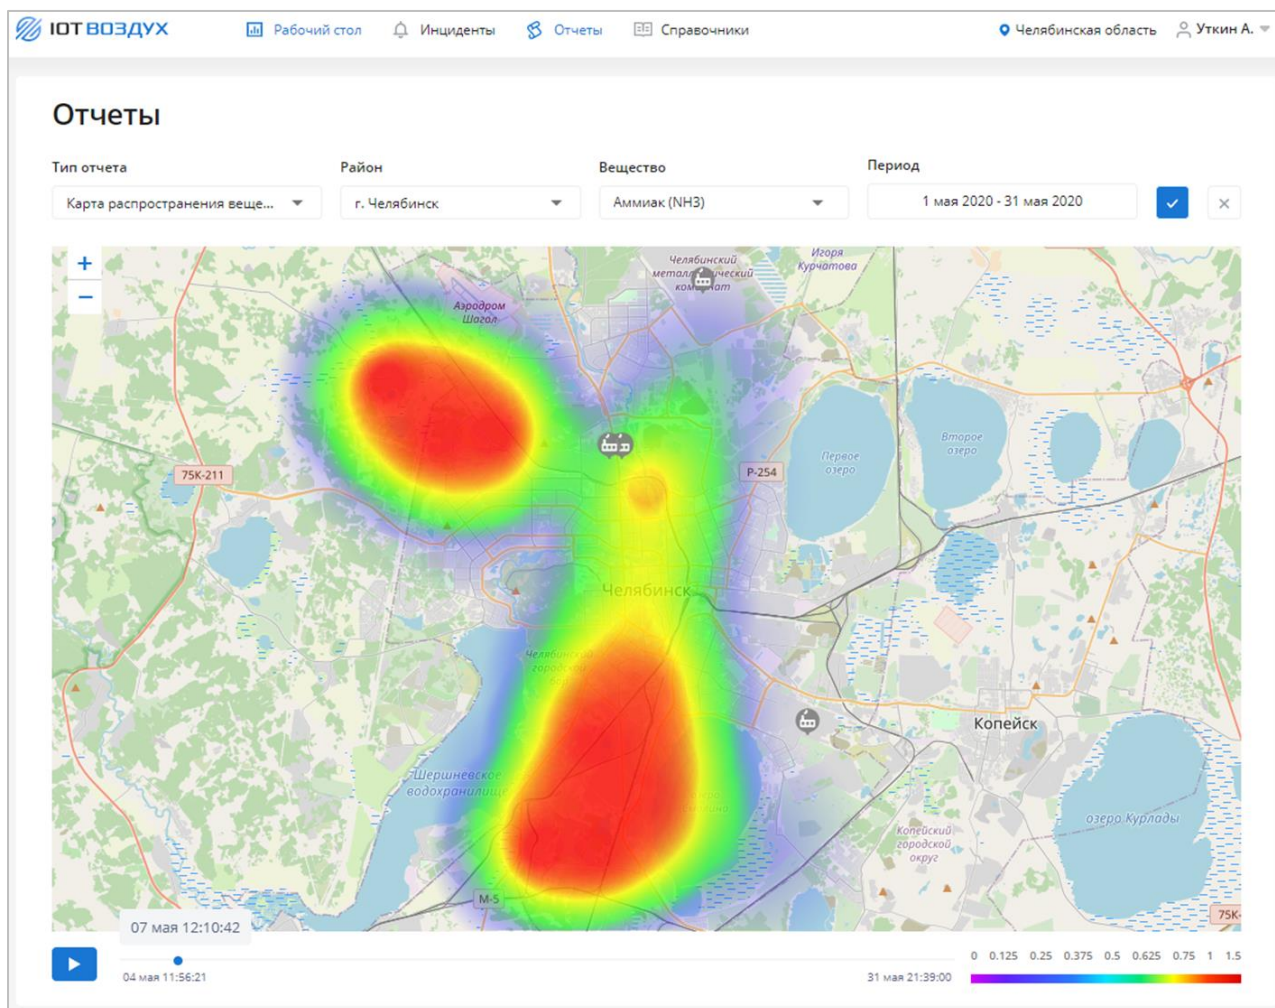 IOT ВОЗДУХ
Рабочий стол
Инциденты
Отчеты
Справочники
Челябинская область
Уткин А.
Отчеты
Тип отчета
Район
Вещество
Период
Карта распространения веще...
г. Челябинск
Аммиак (NH3)
1 мая 2020 - 31 мая 2020
+
−
Аэродром
Шагол
Челябинский
металлургический
комбинат
Игоря
Курчатова
75К-211
Р-254
Первое
озеро
Второе
озеро
Челябинск
Челябинский
городской
Шершневское
водохранилище
Копейск
Копейский
городской
округ
озеро Курлады
М-5
75К-
07 мая 12:10:42
04 мая 11:56:21
31 мая 21:39:00
0 0.125 0.25 0.375 0.5 0.625 0.75 1 1.5